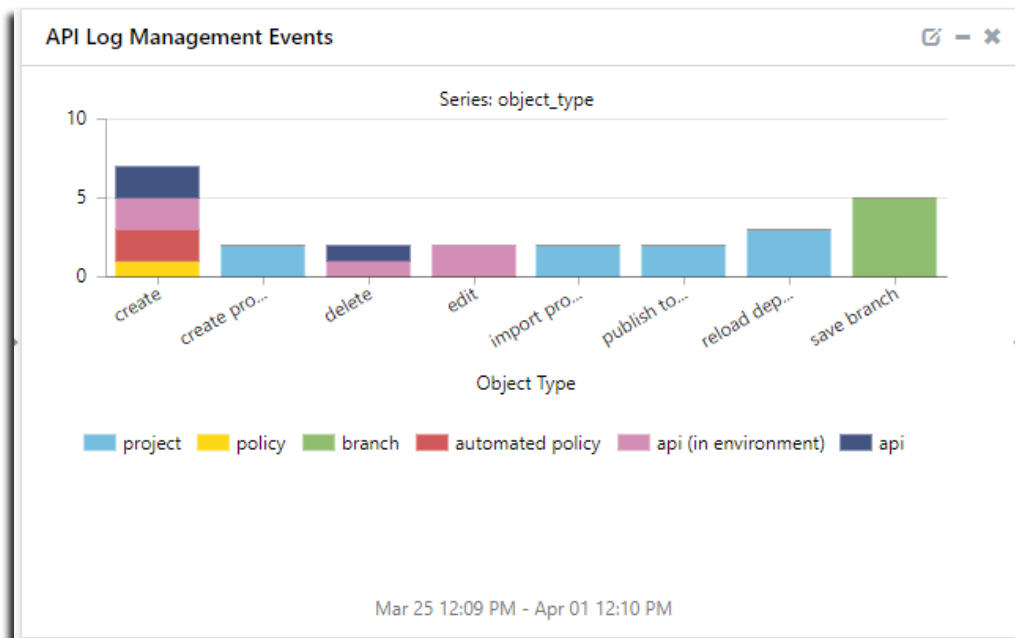 API Log Management Events
Series: object_type
10
5
0
create
create pro...
delete
edit
import pro...
publish to...
reload dep...
save branch
Object Type
project policy branch automated policy api (in environment) api
Mar 25 12:09 PM - Apr 01 12:10 PM